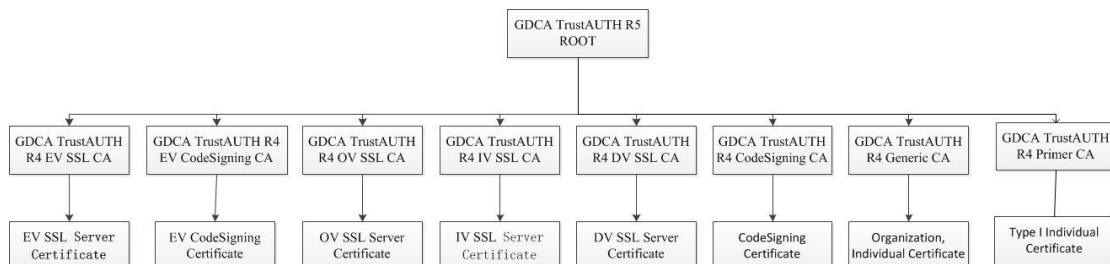 GDCA TrustAUTH R5
ROOT
GDCA TrustAUTH
R4 EV SSL CA
GDCA TrustAUTH R4
EV CodeSigning CA
GDCA TrustAUTH
R4 OV SSL CA
GDCA TrustAUTH
R4 IV SSL CA
GDCA TrustAUTH
R4 DV SSL CA
GDCA TrustAUTH
R4 CodeSigning CA
GDCA TrustAUTH
R4 Generic CA
GDCA TrustAUTH
R4 Primer CA
EV SSL Server
Certificate
EV CodeSigning
Certificate
OV SSL Server
Certificate
IV SSL Server
Certificate
DV SSL Server
Certificate
CodeSigning
Certificate
Organization,
Individual Certificate
Type I Individual
Certificate